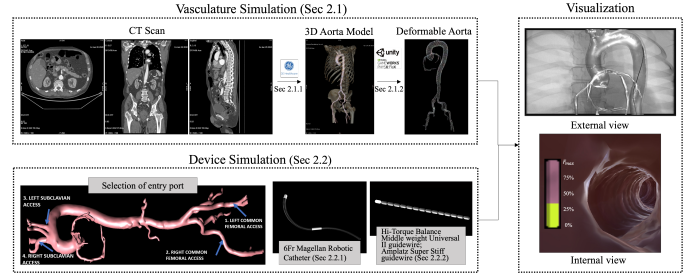 Vasculature Simulation (Sec 2.1)
CT Scan
3D Aorta Model
Deformable Aorta
Sec 2.1.1
unity
GAMEWORKS
Sec 2.1.2
Device Simulation (Sec 2.2)
Selection of entry port
3. LEFT SUBCLAVIAN
ACCESS
4. RIGHT SUBCLAVIAN
ACCESS
1. LEFT COMMON
FEMORAL ACCESS
2. RIGHT COMMON
FEMORAL ACCESS
6Fr Magellan Robotic
Catheter (Sec 2.2.1)
Hi-Torque Balance
Middle weight Universal
II guidewire;
Amplatz Super Stiff
guidewire (Sec 2.2.2)
Visualization
External view
75%
50%
25%
0%
Internal view